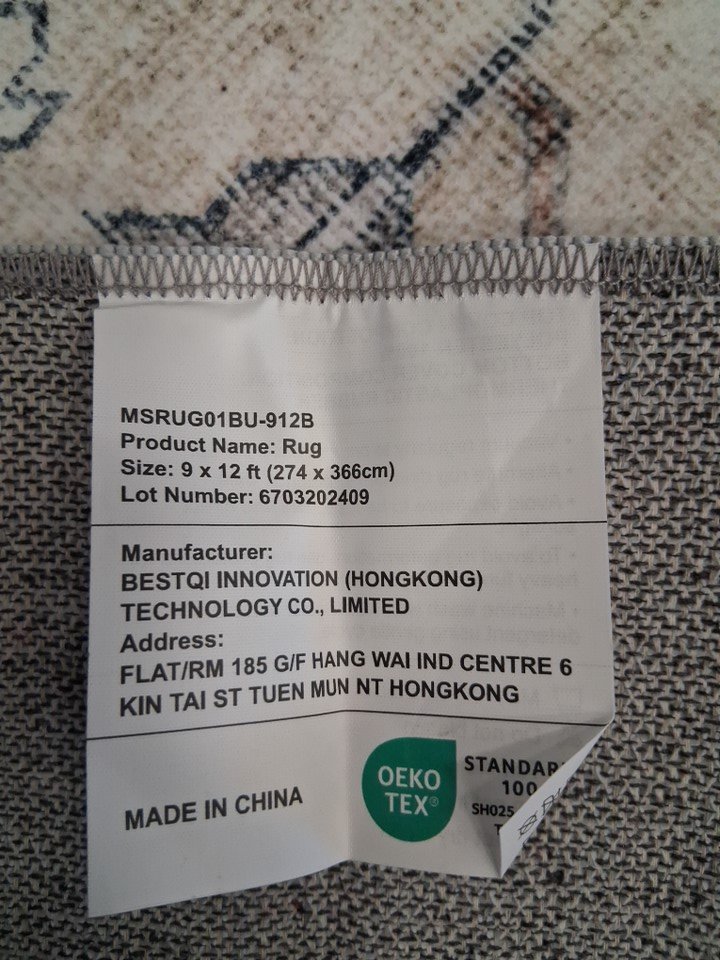 MSRUG01BU-912B
Product Name: Rug
Size: 9 x 12 ft (274 x 366cm)
Lot Number: 6703202409
Manufacturer:
BESTQI INNOVATION (HONGKONG)
TECHNOLOGY CO., LIMITED
Address:
FLAT/RM 185 G/F HANG WAI IND CENTRE 6
KIN TAI ST TUEN MUN NT HONGKONG
MADE IN CHINA
OEKO
TEX®
STANDAR
100
SH025